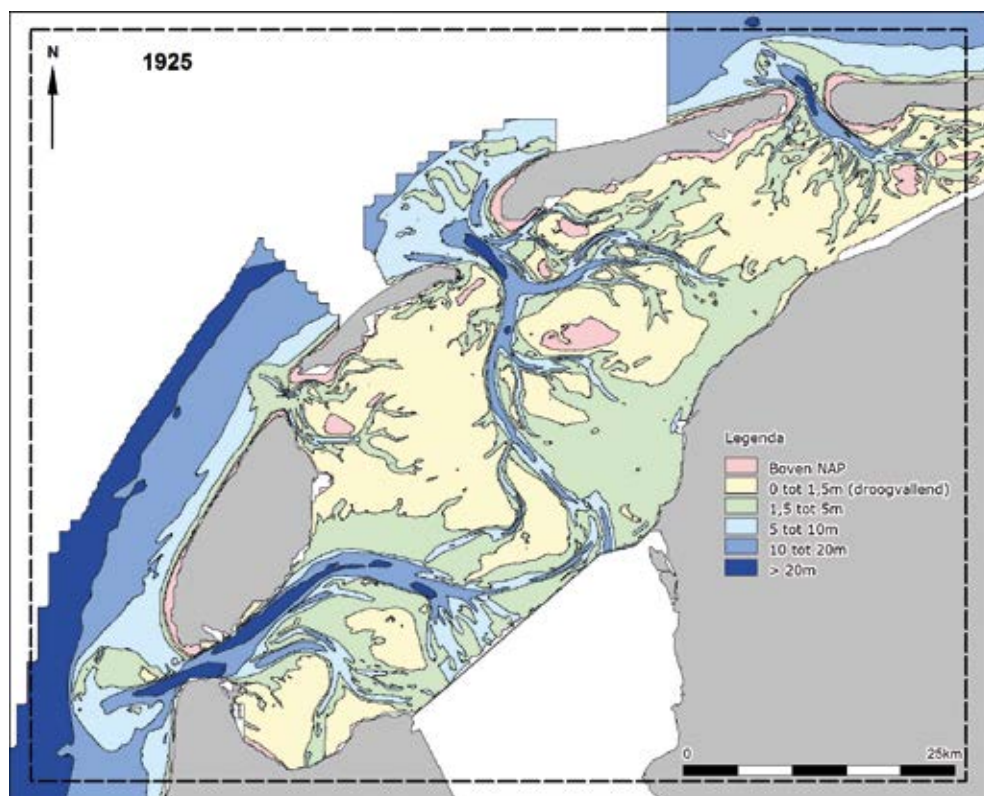 1925
N
Legenda
Boven NAP
0 tot 1,5m (droogvallend)
1,5 tot 5m
5 tot 10m
10 tot 20m
> 20m
0 25km